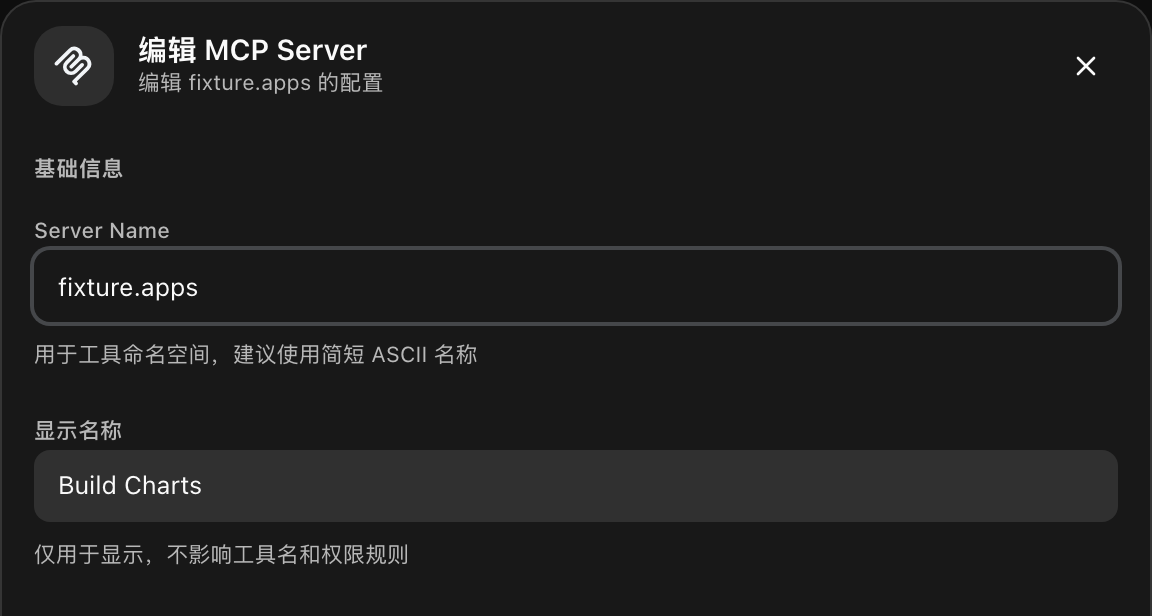 编辑 MCP Server
编辑 fixture.apps 的配置
基础信息
Server Name
fixture.apps
用于工具命名空间，建议使用简短 ASCII 名称
显示名称
Build Charts
仅用于显示，不影响工具名和权限规则